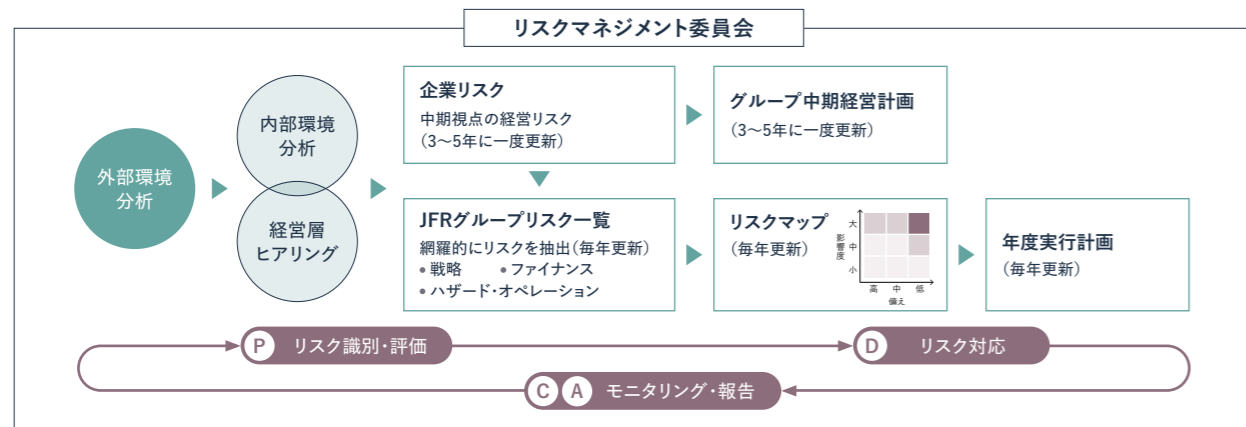 リスクマネジメント委員会
外部環境
分析
内部環境
分析
経営層
ヒアリング
企業リスク
中期視点の経営リスク
（3〜5年に一度更新）
グループ中期経営計画
（3〜5年に一度更新）
JFRグループリスク一覧
網羅的にリスクを抽出（毎年更新）
● 戦略 ● ファイナンス
● ハザード・オペレーション
リスクマップ
（毎年更新）
影響度
大
中
小
高 中 低
備え
年度実行計画
（毎年更新）
P リスク識別・評価
D リスク対応
C A モニタリング・報告